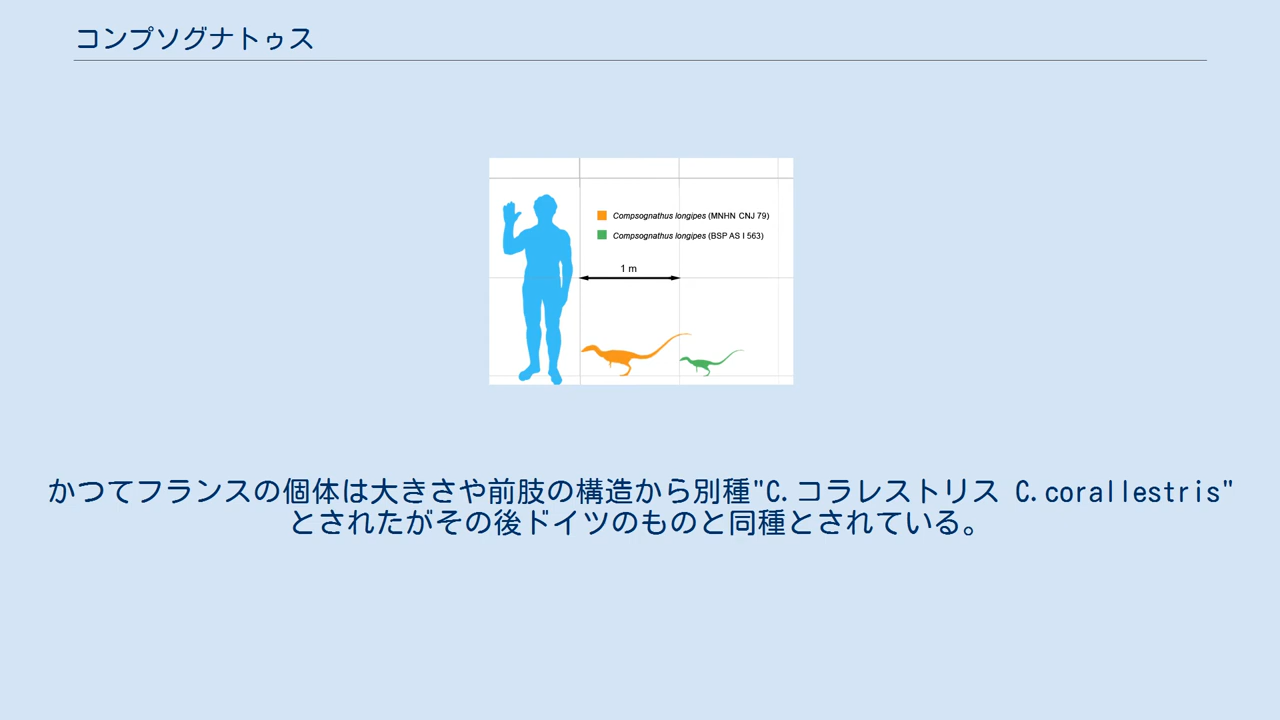 コンプソグナトゥス
Compsognathus longipes (MNHN CNJ 79)
Compsognathus longipes (BSP AS I 563)
1 m
かつてフランスの個体は大きさや前肢の構造から別種"C.コラレストリス C.corallestris"
とされたがその後ドイツのものと同種とされている。